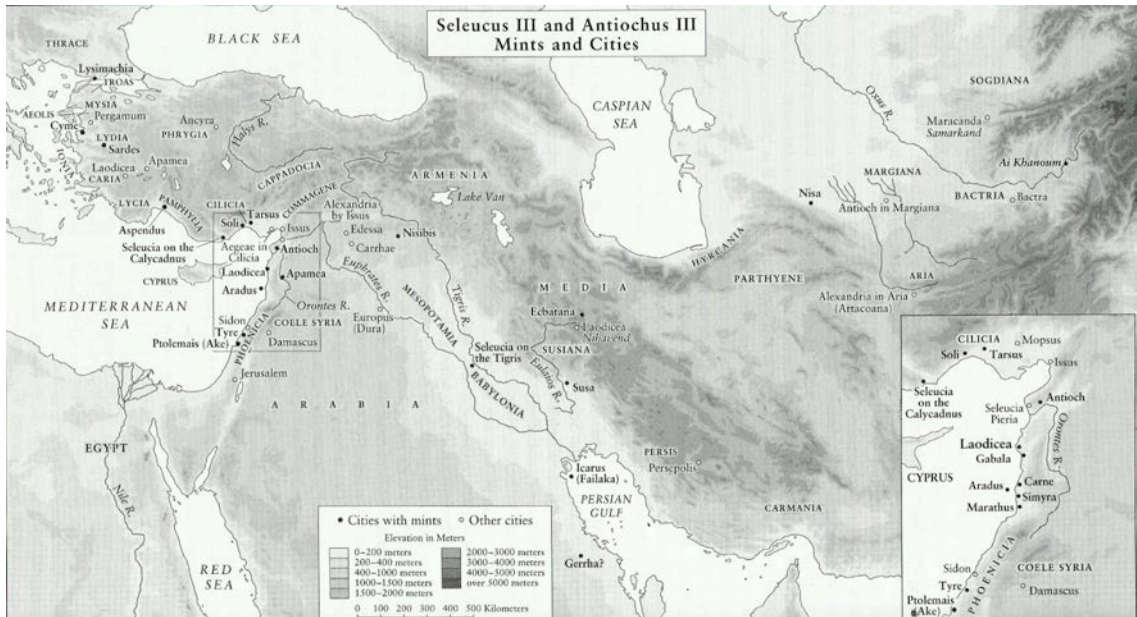 Seleucus III and Antiochus III
Mints and Cities
BLACK SEA
THRACE
Lysimachia
TROAS
MYSIA
Pergamum
AEOLIS
Cyme
LYDIA
Sardes
IONIA
Ancyra
PHRYGIA
Halys R.
Laodicea
Apamea
CARIA
LYCIA
PAMPHYLIA
Aspendus
CAPPADOCIA
CILICIA
COMMAGENE
Tarsus
Soli
Issus
Alexandria
by Issus
Seleucia on the
Calycadnus
Aegeae in
Cilicia
Antioch
Edessa
Carrhae
Nisibis
ARMENIA
Lake Van
CYPRUS
Laodicea
Apamea
Aradus
Orontes R.
Euphrates R.
MESOPOTAMIA
Tigris R.
Europus
(Dura)
MEDITERRANEAN
SEA
Sidon
Tyre
Ptolemais (Ake)
PHOENICIA
COELE SYRIA
Damascus
Jerusalem
ARABIA
EGYPT
Nile R.
RED
SEA
CASPIAN
SEA
MEDIA
Ecbatana
Laodicea
Nihavend
SUSIANA
Seleucia on
the Tigris
BABYLONIA
Eulaios R.
Susa
PERSIS
Persepolis
Icarus
(Failaka)
PERSIAN
GULF
CARMANIA
Gerrha?
HYRCANIA
PARTHYENE
Nisa
Oxus R.
SOGDIANA
Maracanda
Samarkand
Ai Khanoum
MARGIANA
Antioch in Margiana
BACTRIA
Bactra
ARIA
Alexandria in Aria
(Artacoana)
Cities with mints
Other cities
Elevation in Meters
0–200 meters
200–400 meters
400–1000 meters
1000–1500 meters
1500–2000 meters
2000–3000 meters
3000–4000 meters
4000–5000 meters
over 5000 meters
0 100 200 300 400 500 Kilometers
CILICIA
Mopsus
Soli
Tarsus
Issus
Seleucia
on the
Calycadnus
Antioch
Seleucia
Pieria
Orontes R.
Laodicea
Gabala
CYPRUS
Aradus
Carne
Simyra
Marathus
PHOENICIA
Sidon
Tyre
COELE SYRIA
Damascus
Ptolemais
(Ake)